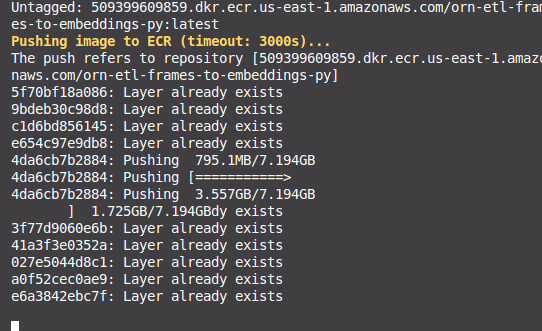 Untagged: 509399609859.dkr.ecr.us-east-1.amazonaws.com/orn-etl-fram
es-to-embeddings-py:latest
Pushing image to ECR (timeout: 3000s)...
The push refers to repository [509399609859.dkr.ecr.us-east-1.amazo
naws.com/orn-etl-frames-to-embeddings-py]
5f70bf18a086: Layer already exists
9bdeb30c98d8: Layer already exists
c1d6bd856145: Layer already exists
e654c97e9db8: Layer already exists
4da6cb7b2884: Pushing  795.1MB/7.194GB
4da6cb7b2884: Pushing [===========>
4da6cb7b2884: Pushing  3.557GB/7.194GB
       ]  1.725GB/7.194GBdy exists
3f77d9060e6b: Layer already exists
41a3f3e0352a: Layer already exists
027e5044d8c1: Layer already exists
a0f52cec0ae9: Layer already exists
e6a3842ebc7f: Layer already exists